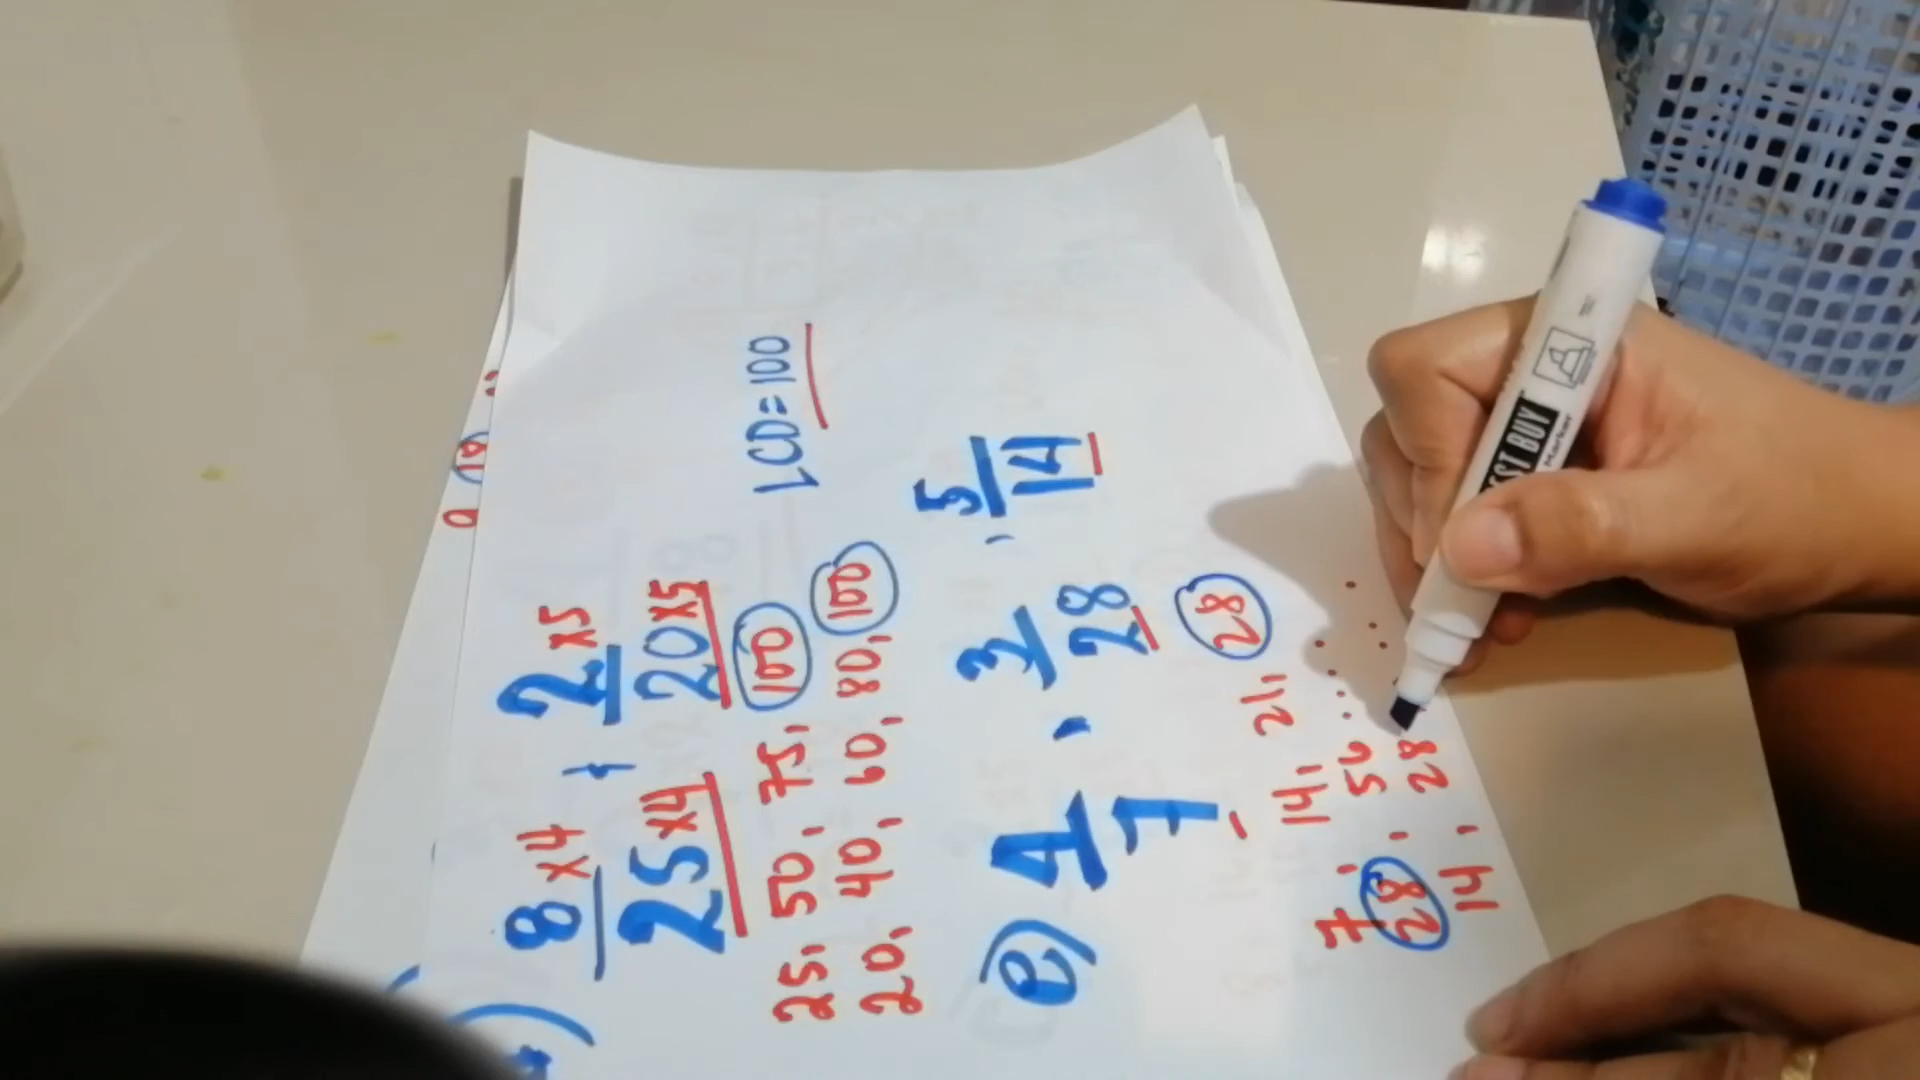 8 x4 , 2 x5
25 x4 20 x5
25, 50, 75, 100
LCD = 100
20, 40, 60, 80, 100
e) 4 , 3 , 5
7 28 14
7, 14, 21, 28
28, 56 .....
14, 28
BUY
Marker